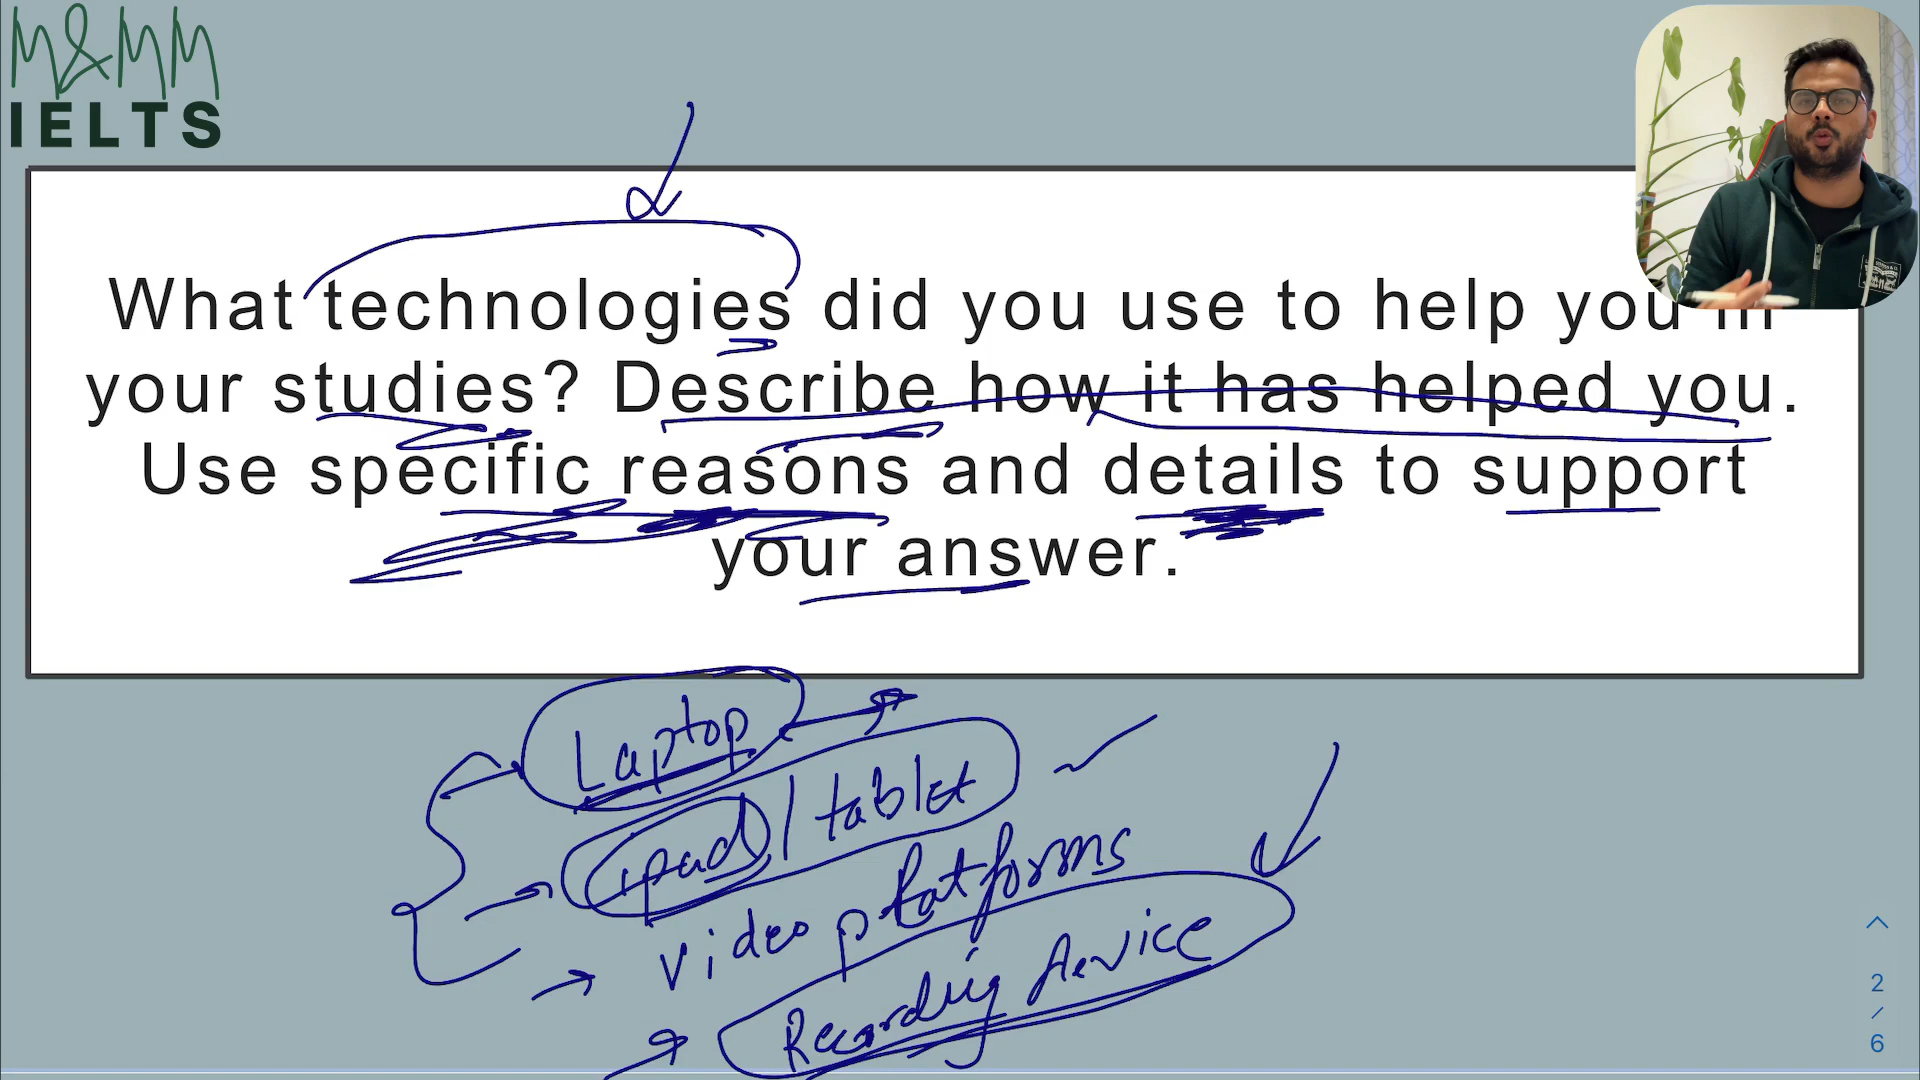 M&MM
IELTS
What technologies did you use to help you in
your studies? Describe how it has helped you.
Use specific reasons and details to support
your answer.
Laptop
ipad / tablet
video platforms
Recording device
2
/
6